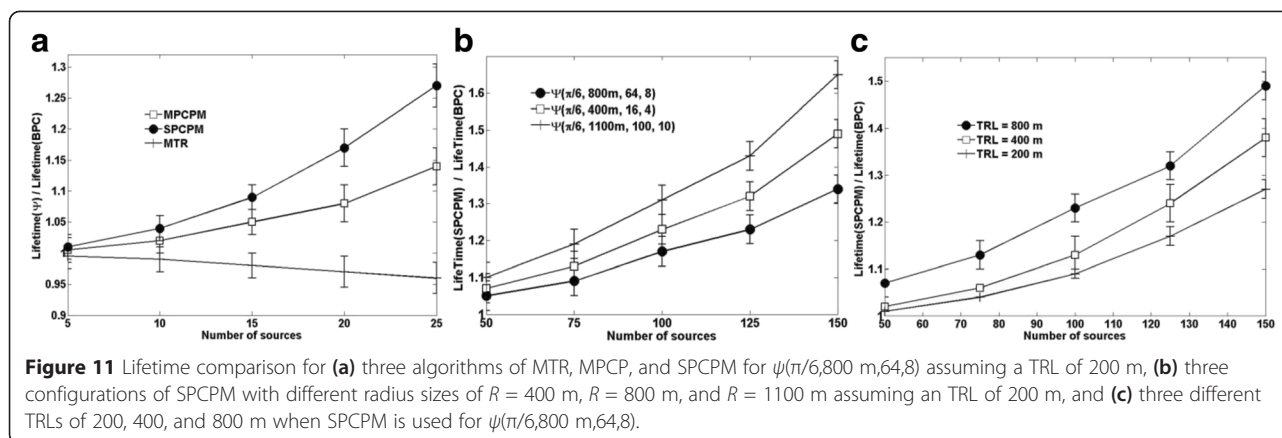 a
Lifetime(Ψ) / Lifetime(BPC)
1.3
1.25
1.2
1.15
1.1
1.05
1
0.95
0.9
MPCPM
SPCPM
MTR
5
10
15
20
25
Number of sources
b
LifeTime(SPCPM) / LifeTime(BPC)
1.6
1.5
1.4
1.3
1.2
1.1
1
Ψ(π/6, 800m, 64, 8)
Ψ(π/6, 400m, 16, 4)
Ψ(π/6, 1100m, 100, 10)
50
75
100
125
150
Number of sources
c
Lifetime(SPCPM) / Lifetime(BPC)
1.5
1.4
1.3
1.2
1.1
1
TRL = 800 m
TRL = 400 m
TRL = 200 m
50
60
70
80
90
100
110
120
130
140
150
Number of sources
Figure 11 Lifetime comparison for (a) three algorithms of MTR, MPCP, and SPCPM for ψ(π/6,800 m,64,8) assuming a TRL of 200 m, (b) three
configurations of SPCPM with different radius sizes of R = 400 m, R = 800 m, and R = 1100 m assuming an TRL of 200 m, and (c) three different
TRLs of 200, 400, and 800 m when SPCPM is used for ψ(π/6,800 m,64,8).